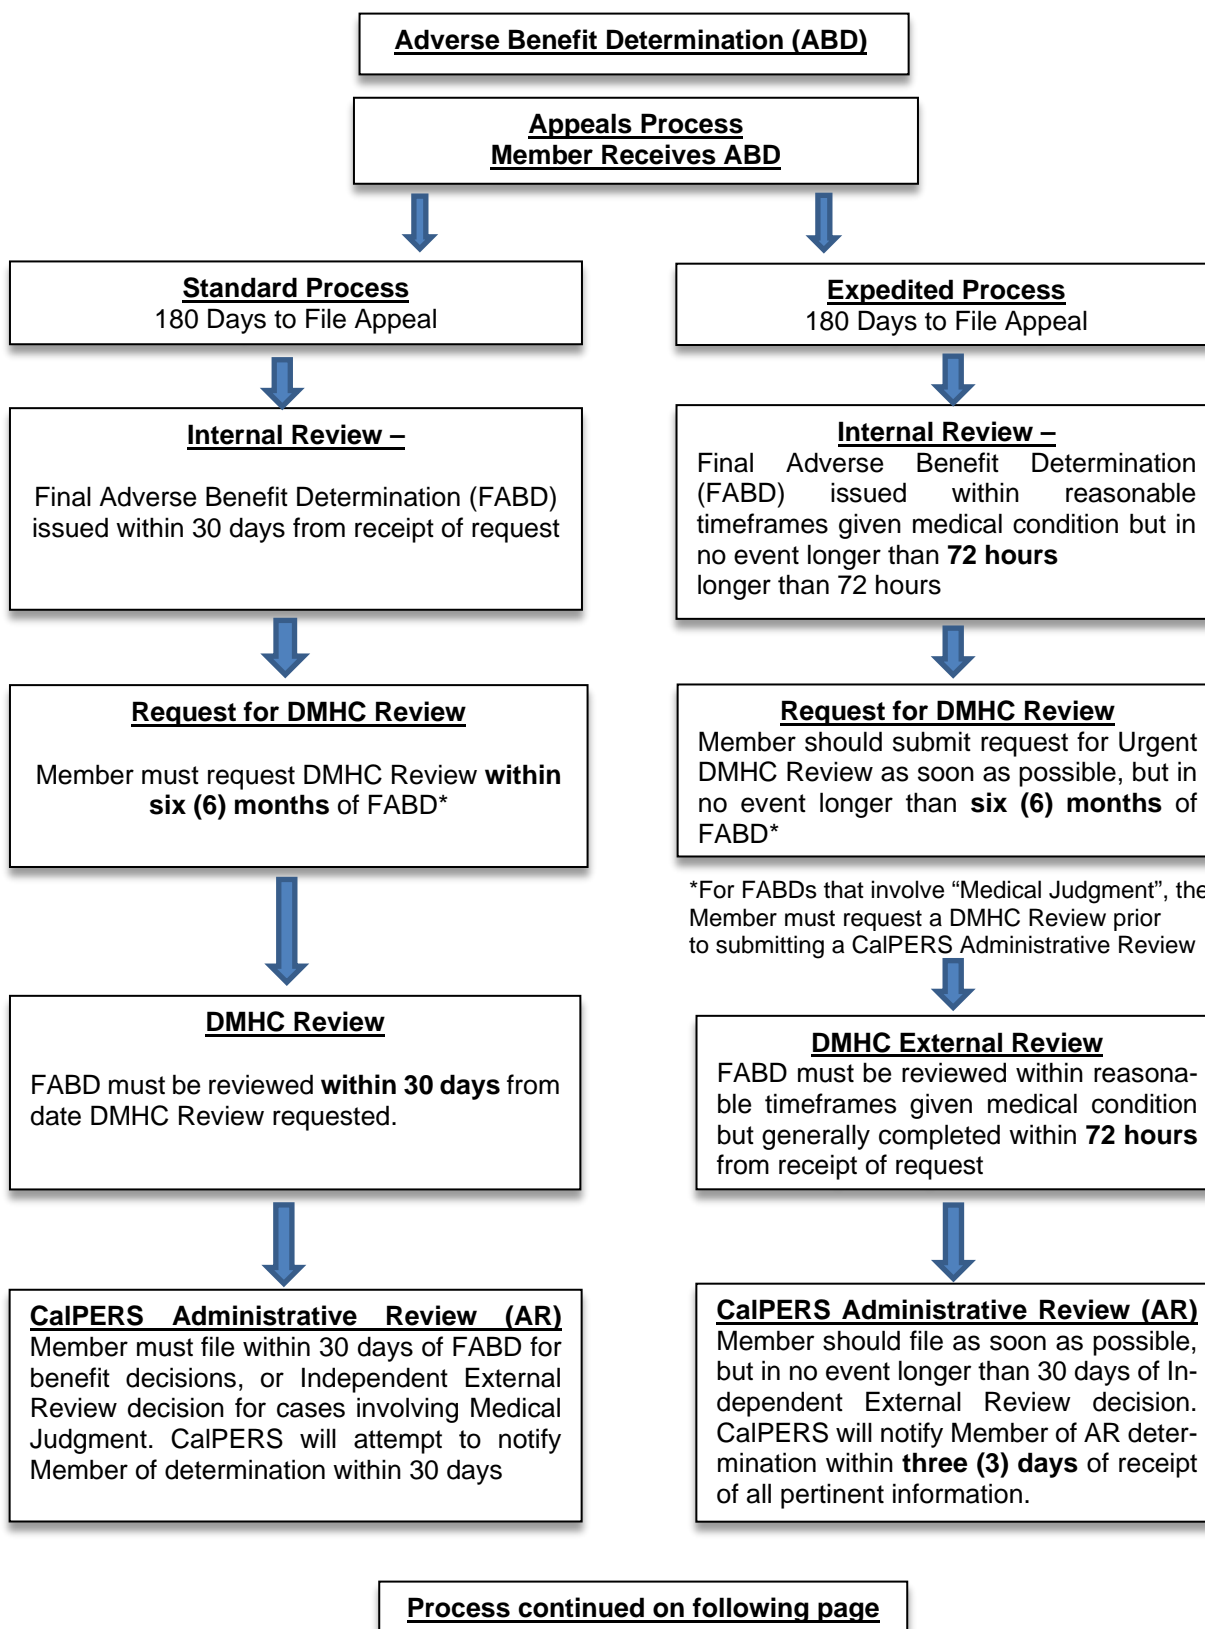 Adverse Benefit Determination (ABD)
Appeals Process
Member Receives ABD
Standard Process
180 Days to File Appeal
Internal Review –
Final Adverse Benefit Determination (FABD)
issued within 30 days from receipt of request
Request for DMHC Review
Member must request DMHC Review within
six (6) months of FABD*
DMHC Review
FABD must be reviewed within 30 days from
date DMHC Review requested.
CalPERS Administrative Review (AR)
Member must file within 30 days of FABD for
benefit decisions, or Independent External
Review decision for cases involving Medical
Judgment. CalPERS will attempt to notify
Member of determination within 30 days
Expedited Process
180 Days to File Appeal
Internal Review –
Final Adverse Benefit Determination
(FABD) issued within reasonable
timeframes given medical condition but in
no event longer than 72 hours
longer than 72 hours
Request for DMHC Review
Member should submit request for Urgent
DMHC Review as soon as possible, but in
no event longer than six (6) months of
FABD*
*For FABDs that involve “Medical Judgment”, the
Member must request a DMHC Review prior
to submitting a CalPERS Administrative Review
DMHC External Review
FABD must be reviewed within reasona-
ble timeframes given medical condition
but generally completed within 72 hours
from receipt of request
CalPERS Administrative Review (AR)
Member should file as soon as possible,
but in no event longer than 30 days of In-
dependent External Review decision.
CalPERS will notify Member of AR deter-
mination within three (3) days of receipt
of all pertinent information.
Process continued on following page